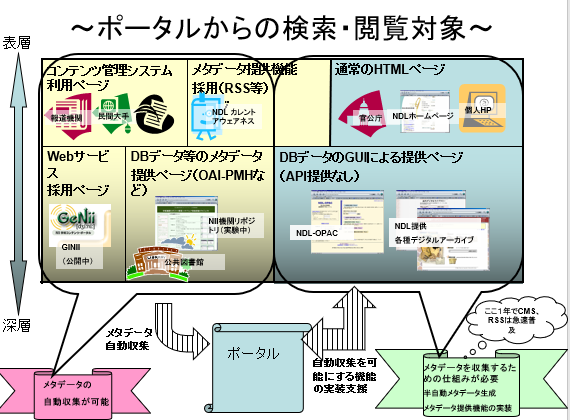 ～ポータルからの検索・閲覧対象～
表層
深層
コンテンツ管理システム
利用ページ
報道機関
民間大手
メタデータ提供機能
採用（RSS等）
NDL カレント
アウェアネス
通常のHTMLページ
官公庁
NDLホームページ
個人HP
Webサービ
ス
採用ページ
GeNii
GINII
（公開中）
DBデータ等のメタデータ
提供ページ（OAI-PMHな
ど）
NII機関リポジ
トリ（実験中）
公共図書館
DBデータのGUIによる提供ページ
（API提供なし）
NDL-OPAC
NDL提供
各種デジタルアーカイブ
メタデータ
自動収集
ポータル
自動収集を可
能にする機能
の実装支援
ここ１年でCMS、
RSSは急速普
及
メタデータの
自動収集が可能
メタデータを収集するた
めの仕組みが必要
半自動メタデータ生成
メタデータ提供機能の実装